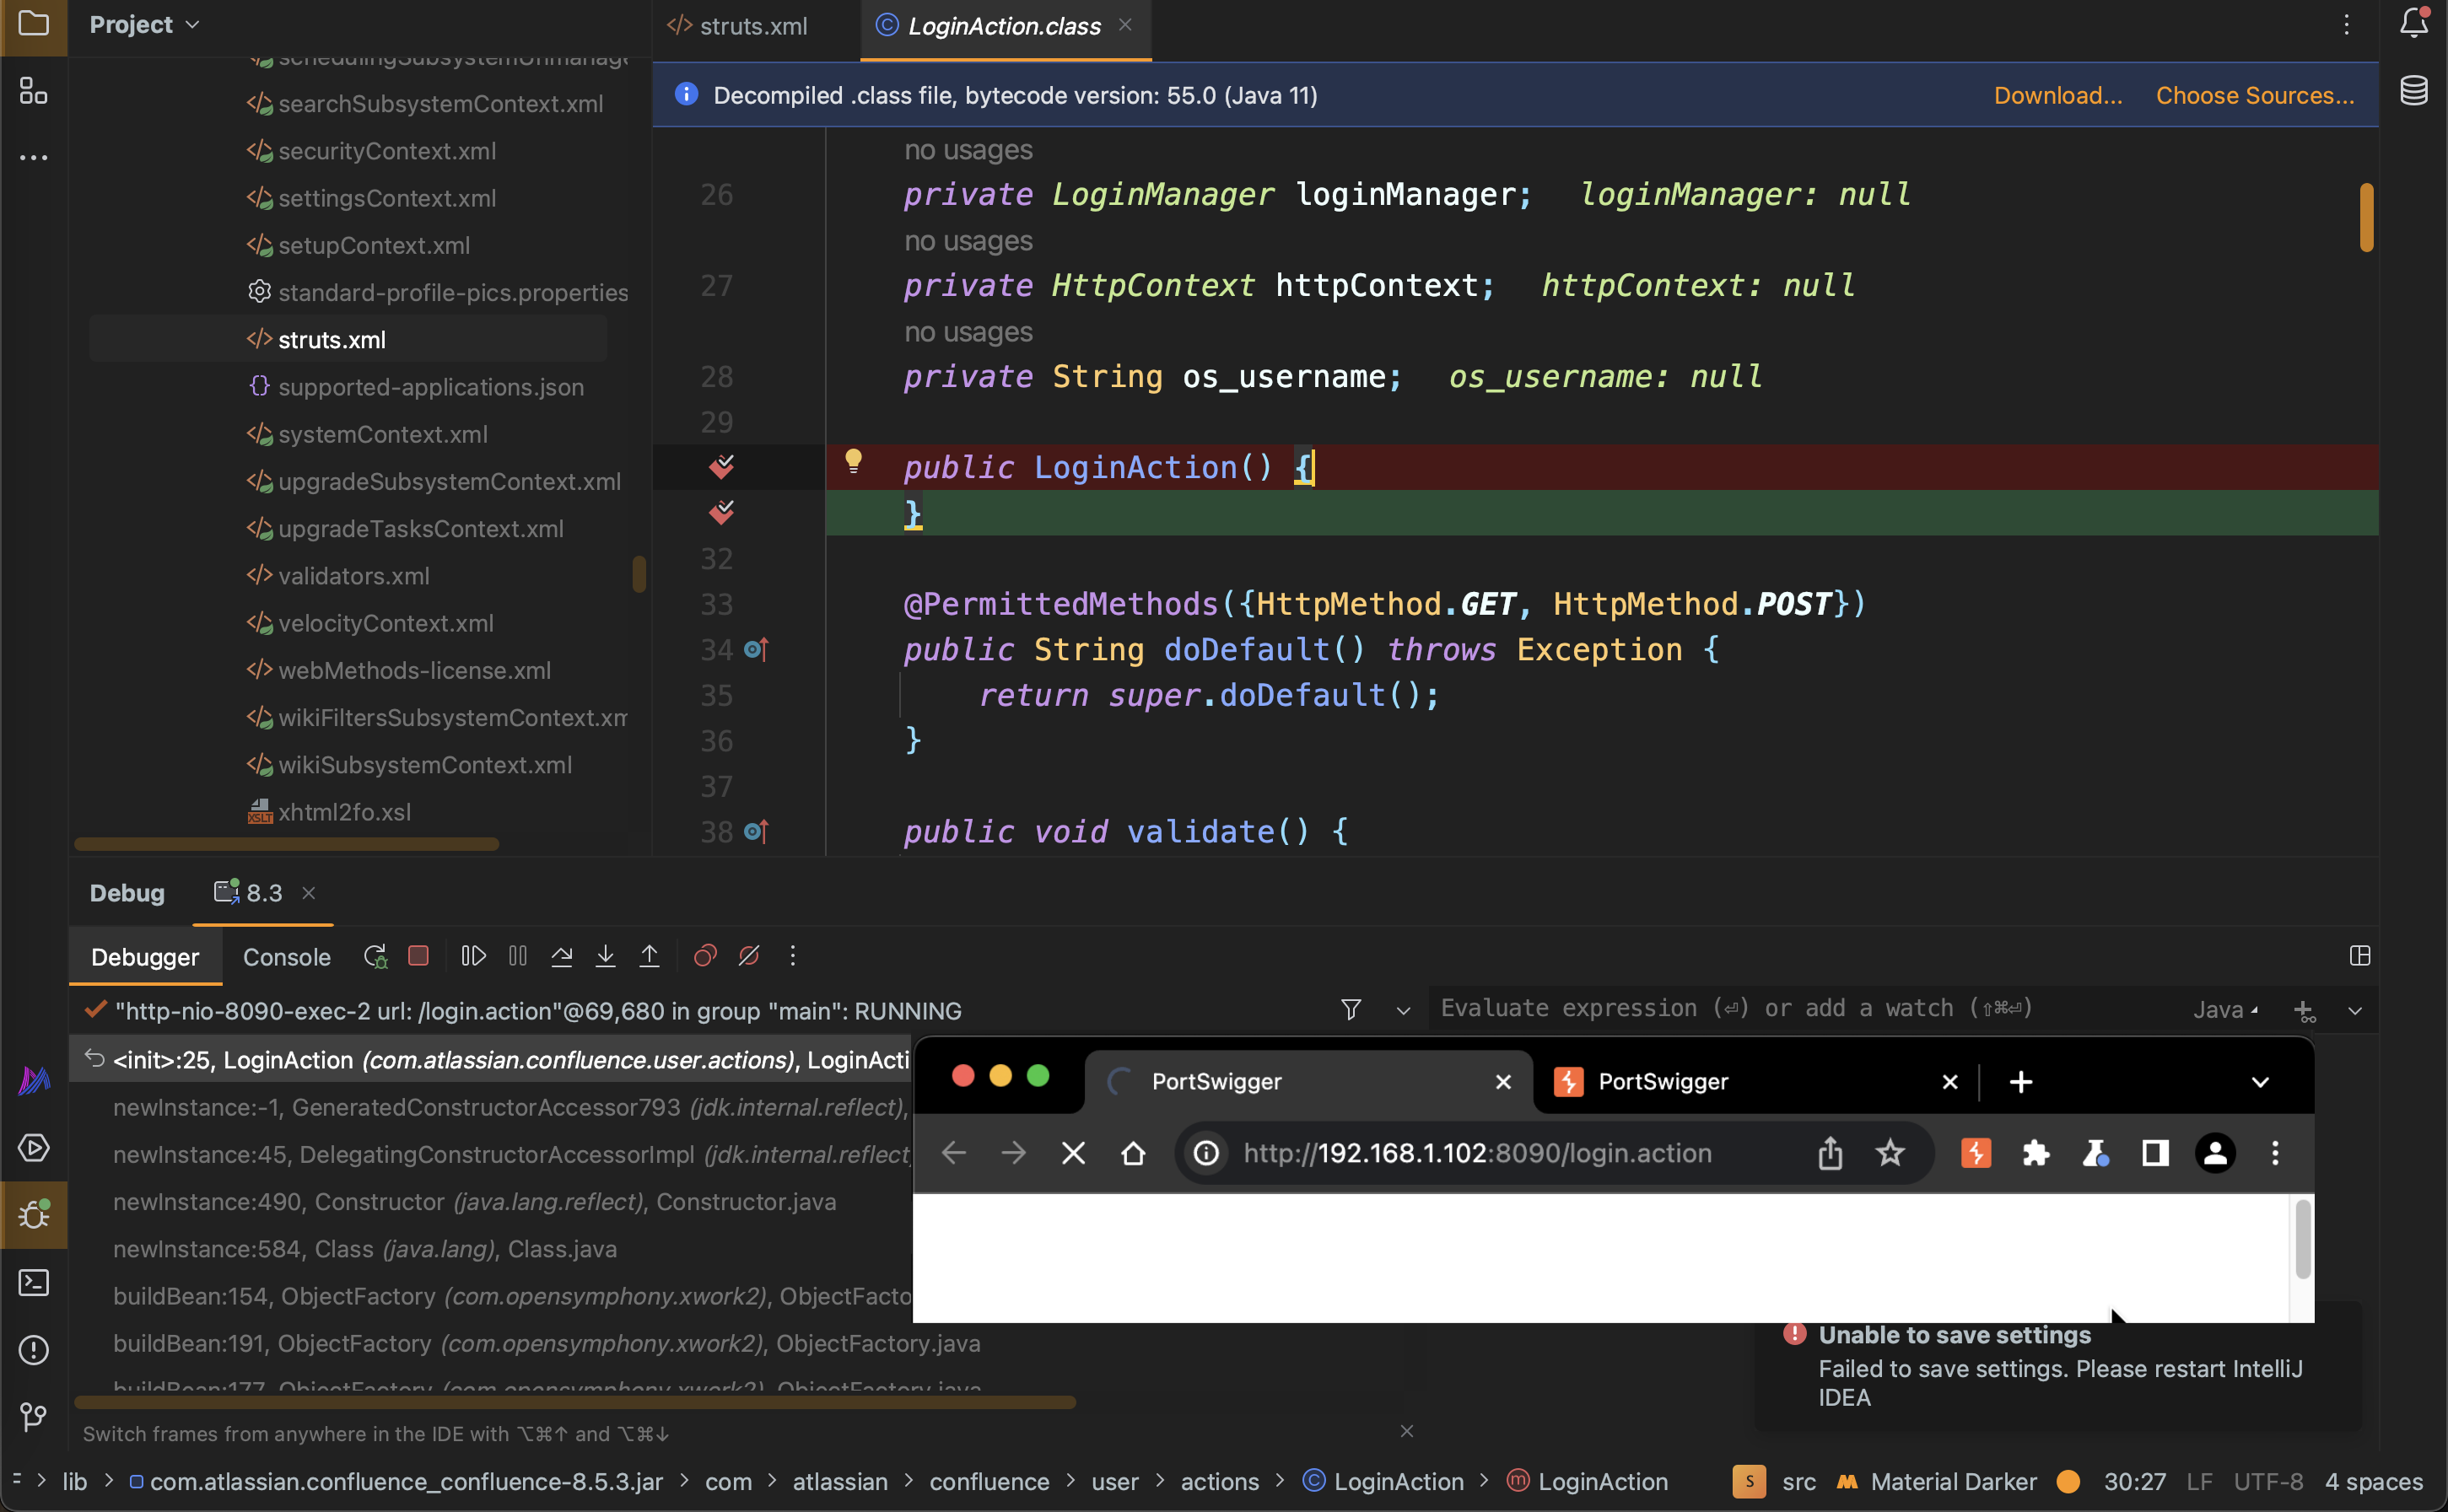 Project
schedulingSubsystemUnmanage
searchSubsystemContext.xml
securityContext.xml
settingsContext.xml
setupContext.xml
standard-profile-pics.properties
struts.xml
supported-applications.json
systemContext.xml
upgradeSubsystemContext.xml
upgradeTasksContext.xml
validators.xml
velocityContext.xml
webMethods-license.xml
wikiFiltersSubsystemContext.xm
wikiSubsystemContext.xml
XSLT xhtml2fo.xsl
struts.xml
LoginAction.class
Decompiled .class file, bytecode version: 55.0 (Java 11) Download... Choose Sources...
no usages
26 private LoginManager loginManager; loginManager: null
no usages
27 private HttpContext httpContext; httpContext: null
no usages
28 private String os_username; os_username: null
29
public LoginAction() {
}
32
33 @PermittedMethods({HttpMethod.GET, HttpMethod.POST})
34 public String doDefault() throws Exception {
35 return super.doDefault();
36 }
37
38 public void validate() {
Debug 8.3
Debugger Console
"http-nio-8090-exec-2 url: /login.action"@69,680 in group "main": RUNNING
Evaluate expression (⏎) or add a watch (⇧⌘⏎) Java
<init>:25, LoginAction (com.atlassian.confluence.user.actions), LoginActi
newInstance:-1, GeneratedConstructorAccessor793 (jdk.internal.reflect),
newInstance:45, DelegatingConstructorAccessorImpl (jdk.internal.reflect
newInstance:490, Constructor (java.lang.reflect), Constructor.java
newInstance:584, Class (java.lang), Class.java
buildBean:154, ObjectFactory (com.opensymphony.xwork2), ObjectFacto
buildBean:191, ObjectFactory (com.opensymphony.xwork2), ObjectFactory.java
buildBean:177, ObjectFactory (com.opensymphony.xwork2), ObjectFactory.java
PortSwigger
PortSwigger
http://192.168.1.102:8090/login.action
Unable to save settings
Failed to save settings. Please restart IntelliJ
IDEA
Switch frames from anywhere in the IDE with ⌥⌘↑ and ⌥⌘↓
lib > com.atlassian.confluence_confluence-8.5.3.jar > com > atlassian > confluence > user > actions > LoginAction > LoginAction
S src Material Darker 30:27 LF UTF-8 4 spaces